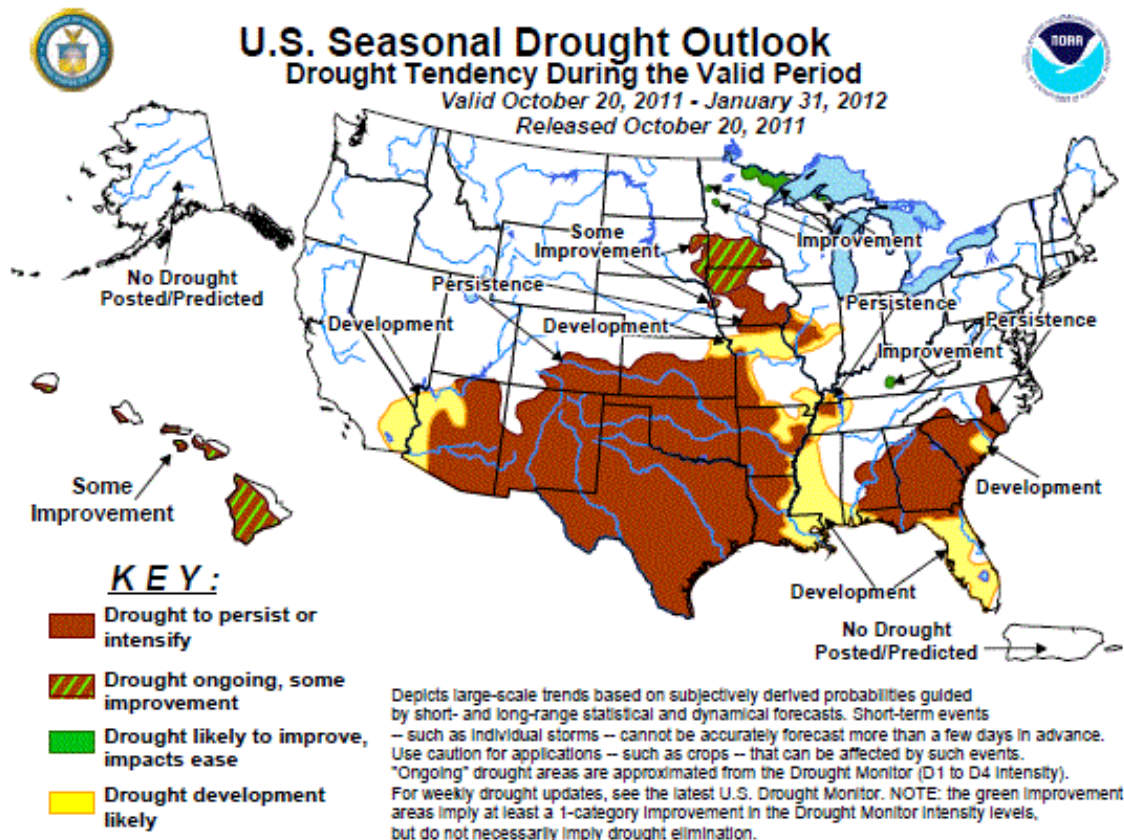 U.S. Seasonal Drought Outlook
Drought Tendency During the Valid Period
Valid October 20, 2011 - January 31, 2012
Released October 20, 2011
NOAA
No Drought
Posted/Predicted
Some
Improvement
Improvement
Persistence
Persistence
Persistence
Development
Development
Improvement
Some
Improvement
Development
Development
No Drought
Posted/Predicted
KEY:
Drought to persist or
intensify
Drought ongoing, some
improvement
Drought likely to improve,
impacts ease
Drought development
likely
Depicts large-scale trends based on subjectively derived probabilities guided
by short- and long-range statistical and dynamical forecasts. Short-term events
-- such as individual storms -- cannot be accurately forecast more than a few days in advance.
Use caution for applications -- such as crops -- that can be affected by such events.
"Ongoing" drought areas are approximated from the Drought Monitor (D1 to D4 intensity).
For weekly drought updates, see the latest U.S. Drought Monitor. NOTE: the green improvement
areas imply at least a 1-category improvement in the Drought Monitor intensity levels,
but do not necessarily imply drought elimination.